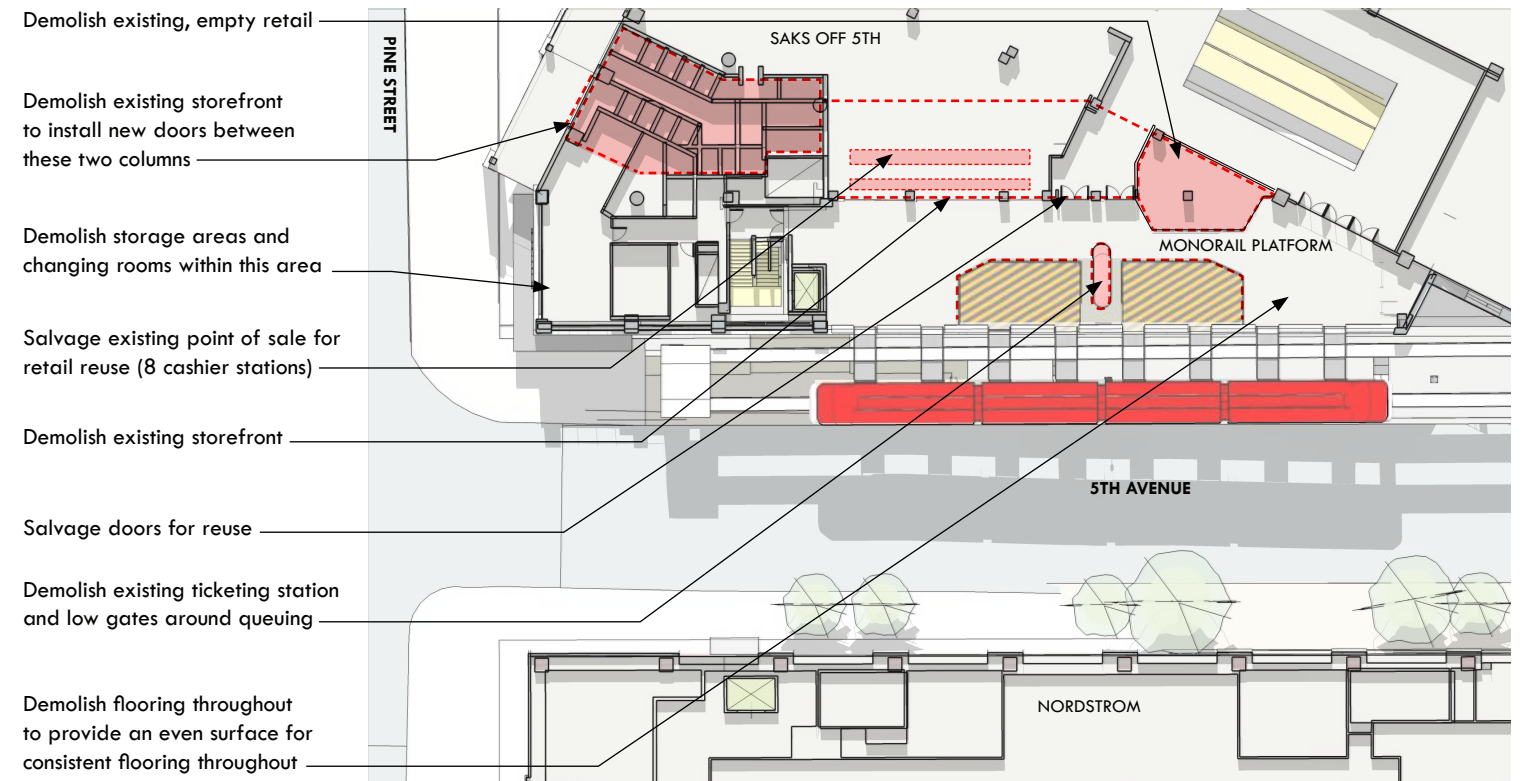 Demolish existing, empty retail
Demolish existing storefront
to install new doors between
these two columns
Demolish storage areas and
changing rooms within this area
Salvage existing point of sale for
retail reuse (8 cashier stations)
Demolish existing storefront
Salvage doors for reuse
Demolish existing ticketing station
and low gates around queuing
Demolish flooring throughout
to provide an even surface for
consistent flooring throughout
PINE STREET
SAKS OFF 5TH
MONORAIL PLATFORM
5TH AVENUE
NORDSTROM